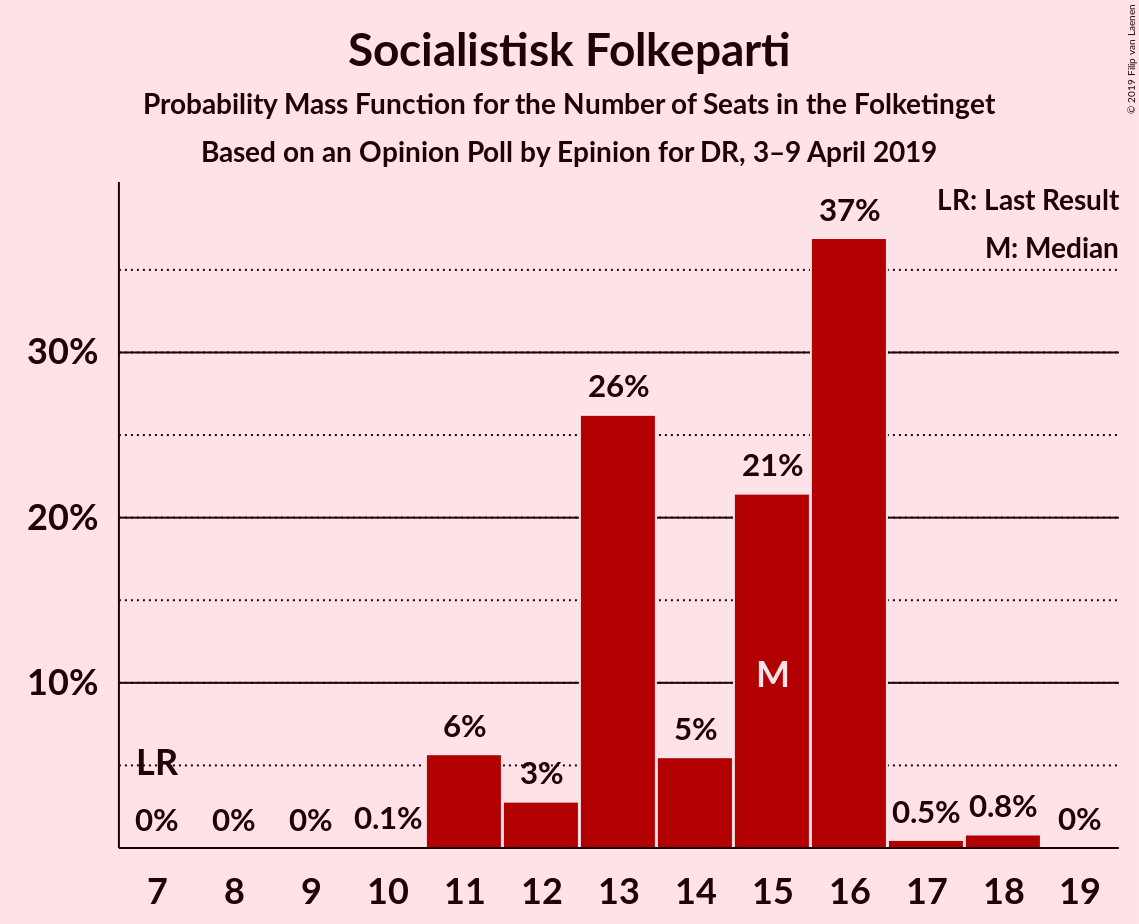 Socialistisk Folkeparti
Probability Mass Function for the Number of Seats in the Folketinget
Based on an Opinion Poll by Epinion for DR, 3–9 April 2019
© 2019 Filip van Laenen
LR: Last Result
M: Median
37%
30%
26%
21%
20%
M
10%
6%
5%
LR
3%
0% 0% 0% 0.1% 0.5% 0.8% 0%
7 8 9 10 11 12 13 14 15 16 17 18 19